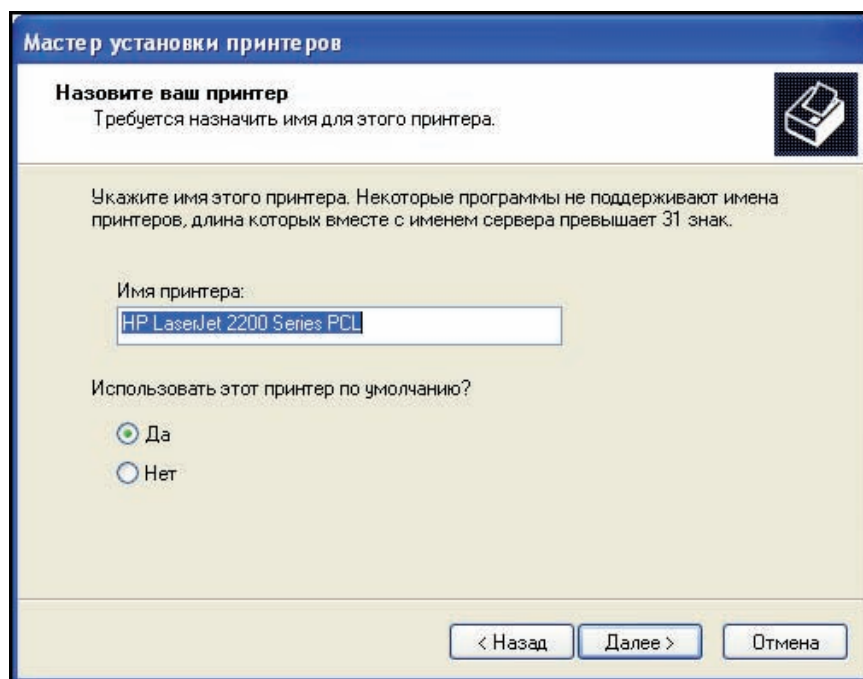 Мастер установки принтеров
Назовите ваш принтер
Требуется назначить имя для этого принтера.
Укажите имя этого принтера. Некоторые программы не поддерживают имена
принтеров, длина которых вместе с именем сервера превышает 31 знак.
Имя принтера:
HP LaserJet 2200 Series PCL
Использовать этот принтер по умолчанию?
Да
Нет
< Назад Далее > Отмена